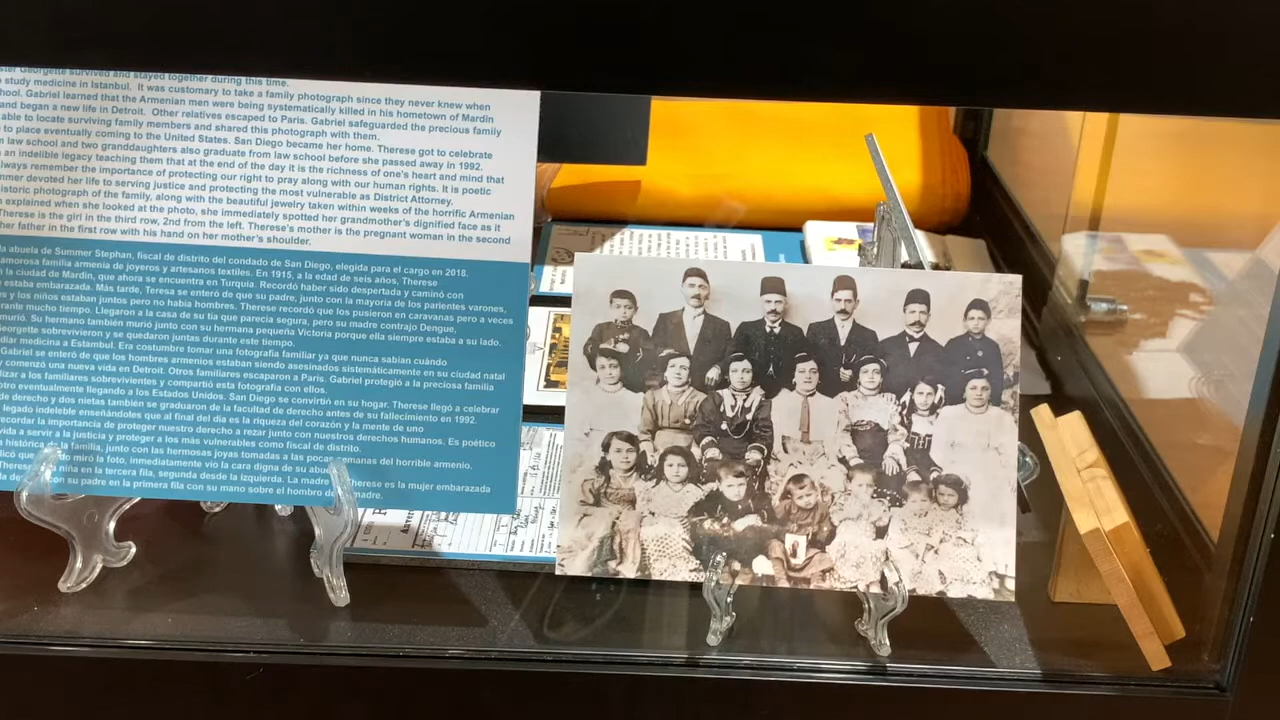 Georgette survived and stayed together during this time.
study medicine in Istanbul. It was customary to take a family photograph since they never knew when
Gabriel learned that the Armenian men were being systematically killed in his hometown of Mardin
and began a new life in Detroit. Other relatives escaped to Paris. Gabriel safeguarded the precious family
able to locate surviving family members and shared this photograph with them.
to place eventually coming to the United States. San Diego became her home. Therese got to celebrate
law school and two granddaughters also graduate from law school before she passed away in 1992.
an indelible legacy teaching them that at the end of the day it is the richness of one's heart and mind that
always remember the importance of protecting our right to pray along with our human rights. It is poetic
devoted her life to serving justice and protecting the most vulnerable as District Attorney.
historic photograph of the family, along with the beautiful jewelry taken within weeks of the horrific Armenian
explained when she looked at the photo, she immediately spotted her grandmother's dignified face as it
Therese is the girl in the third row, 2nd from the left. Therese's mother is the pregnant woman in the second
her father in the first row with his hand on her mother's shoulder.
la abuela de Summer Stephan, fiscal de distrito del condado de San Diego, elegida para el cargo en 2018.
amorosa familia armenia de joyeros y artesanos textiles. En 1915, a la edad de seis años, Therese
la ciudad de Mardin, que ahora se encuentra en Turquía. Recordó haber sido despertada y caminó con
estaba embarazada. Más tarde, Teresa se enteró de que su padre, junto con la mayoría de los parientes varones,
y los niños estaban juntos pero no había hombres. Therese recordó que los pusieron en caravanas pero a veces
mucho tiempo. Llegaron a la casa de su tía que parecía segura, pero su madre contrajo Dengue,
murió. Su hermano también murió junto con su hermana pequeña Victoria porque ella siempre estaba a su lado.
Georgette sobrevivieron y se quedaron juntas durante este tiempo.
medicina a Estambul. Era costumbre tomar una fotografía familiar ya que nunca sabían cuándo
Gabriel se enteró de que los hombres armenios estaban siendo asesinados sistemáticamente en su ciudad natal
y comenzó una nueva vida en Detroit. Otros familiares escaparon a Paris. Gabriel protegió a la preciosa familia
a los familiares sobrevivientes y compartió esta fotografía con ellos.
otro eventualmente llegando a los Estados Unidos. San Diego se convirtió en su hogar. Therese llegó a celebrar
de derecho y dos nietas también se graduaron de la facultad de derecho antes de su fallecimiento en 1992.
legado indeleble enseñándoles que al final del día es la riqueza del corazón y la mente de uno
recordar la importancia de proteger nuestro derecho a rezar junto con nuestros derechos humanos. Es poético
vida a servir a la justicia y proteger a los más vulnerables como fiscal de distrito.
histórica de la familia, junto con las hermosas joyas tomadas a las pocas semanas del horrible armenio.
que miró la foto, inmediatamente vio la cara digna de su
Therese niña en la tercera fila, segunda desde la izquierda. La madre Therese es la mujer embarazada
con su padre en la primera fila con su mano sobre el hombro de madre.